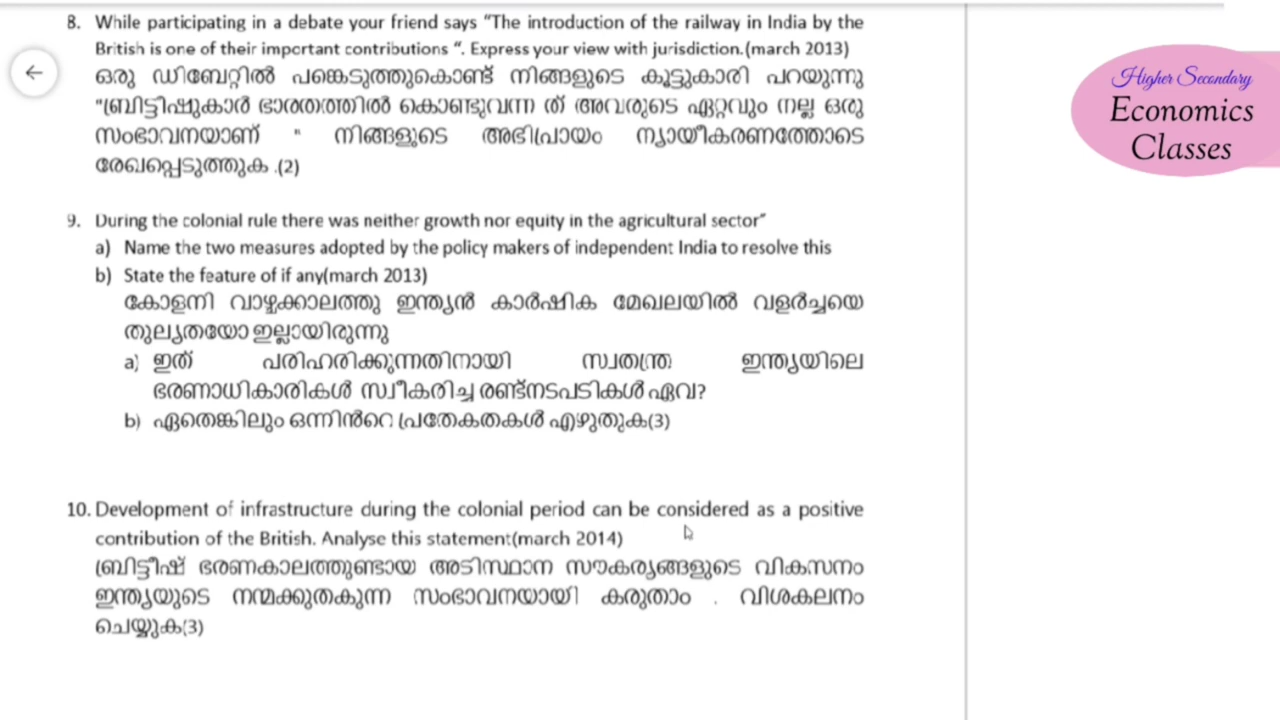 8. While participating in a debate your friend says "The introduction of the railway in India by the
British is one of their important contributions “. Express your view with jurisdiction.(march 2013)
ഒരു ഡിബേറ്റിൽ പങ്കെടുത്തുകൊണ്ട് നിങ്ങളുടെ കൂട്ടുകാരി പറയുന്നു
"ബ്രിട്ടീഷുകാർ ഭാരതത്തിൽ കൊണ്ടുവന്ന ത് അവരുടെ ഏറ്റവും നല്ല ഒരു
സംഭാവനയാണ് " നിങ്ങളുടെ അഭിപ്രായം ന്യായീകരണത്തോടെ
രേഖപ്പെടുത്തുക .(2)
9. During the colonial rule there was neither growth nor equity in the agricultural sector”
a) Name the two measures adopted by the policy makers of independent India to resolve this
b) State the feature of if any(march 2013)
കോളനി വാഴ്ചക്കാലത്തു ഇന്ത്യൻ കാർഷിക മേഖലയിൽ വളർച്ചയെ
തുല്യതയോ ഇല്ലായിരുന്നു
a) ഇത് പരിഹരിക്കുന്നതിനായി സ്വതന്ത്ര ഇന്ത്യയിലെ
ഭരണാധികാരികൾ സ്വീകരിച്ച രണ്ട്നടപടികൾ ഏവ?
b) ഏതെങ്കിലും ഒന്നിൻറെ പ്രതേകതകൾ എഴുതുക(3)
10. Development of infrastructure during the colonial period can be considered as a positive
contribution of the British. Analyse this statement(march 2014)
ബ്രിട്ടീഷ് ഭരണകാലത്തുണ്ടായ അടിസ്ഥാന സൗകര്യങ്ങളുടെ വികസനം
ഇന്ത്യയുടെ നന്മക്കുതകുന്ന സംഭാവനയായി കരുതാം . വിശകലനം
ചെയ്യുക(3)
Higher Secondary
Economics
Classes